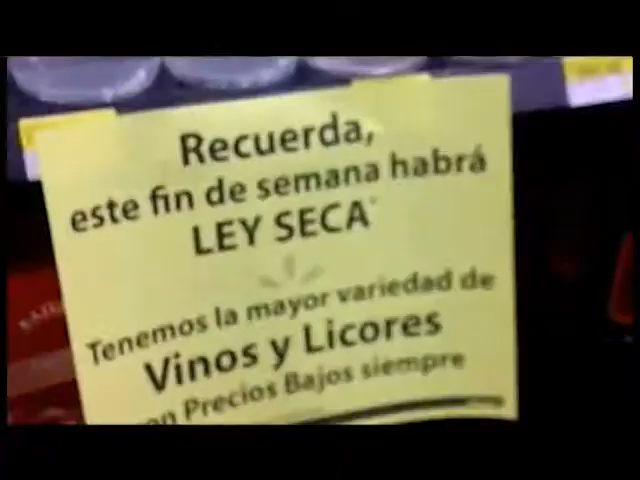 Recuerda,
este fin de semana habrá
LEY SECA*
Tenemos la mayor variedad de
Vinos y Licores
Precios Bajos siempre